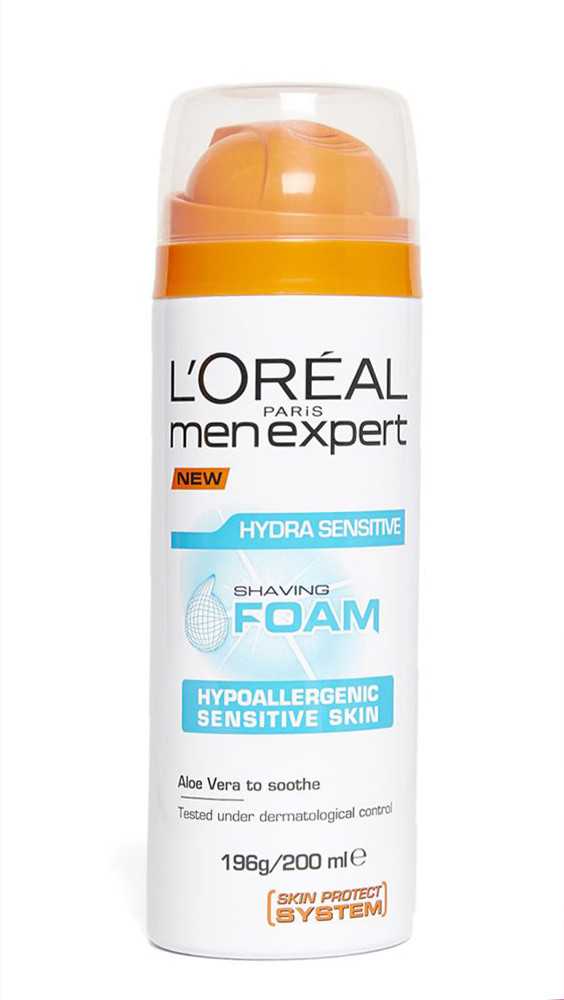 L'ORÉAL
PARiS
men expert
NEW
HYDRA SENSITIVE
SHAVING
FOAM
HYPOALLERGENIC
SENSITIVE SKIN
Aloe Vera to soothe
Tested under dermatological control
196g/200 ml℮
SKIN PROTECT
SYSTEM